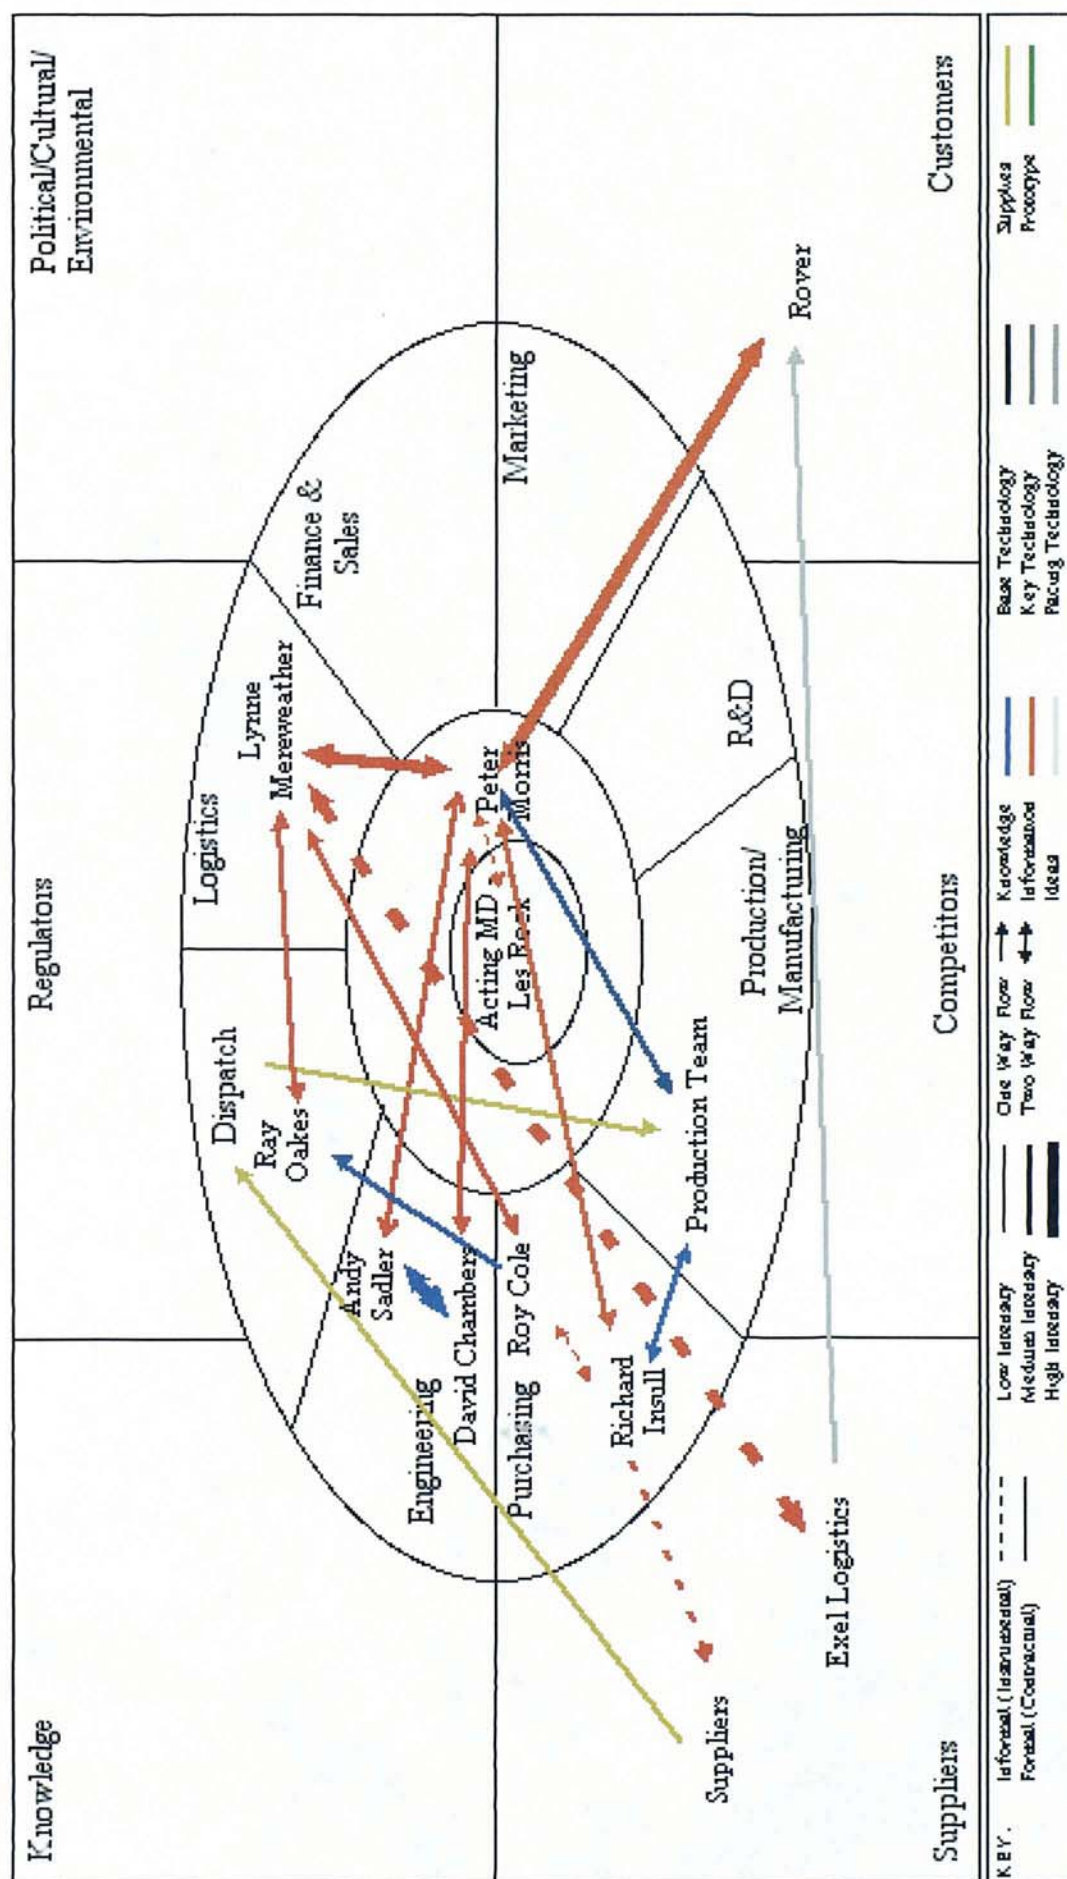 Knowledge
Regulators
Political/Cultural/
Environmental
Logistics
Dispatch
Ray
Oakes
Lynne
Mereweather
Finance &
Sales
Andy
Sadler
Engineering
David Chambers
Purchasing
Roy Cole
Acting MD
Les Rock
Peter
Morris
Marketing
Richard
Insull
Production Team
Production/
Manufacturing
R&D
Suppliers
Exel Logistics
Rover
Suppliers
Competitors
Customers
KEY.
Informal (Instrumental)
Formal (Contractual)
Low Intensity
Medium Intensity
High Intensity
One Way Flow
Two Way Flow
Knowledge
Information
Ideas
Base Technology
Key Technology
Pacing Technology
Supplies
Prototype